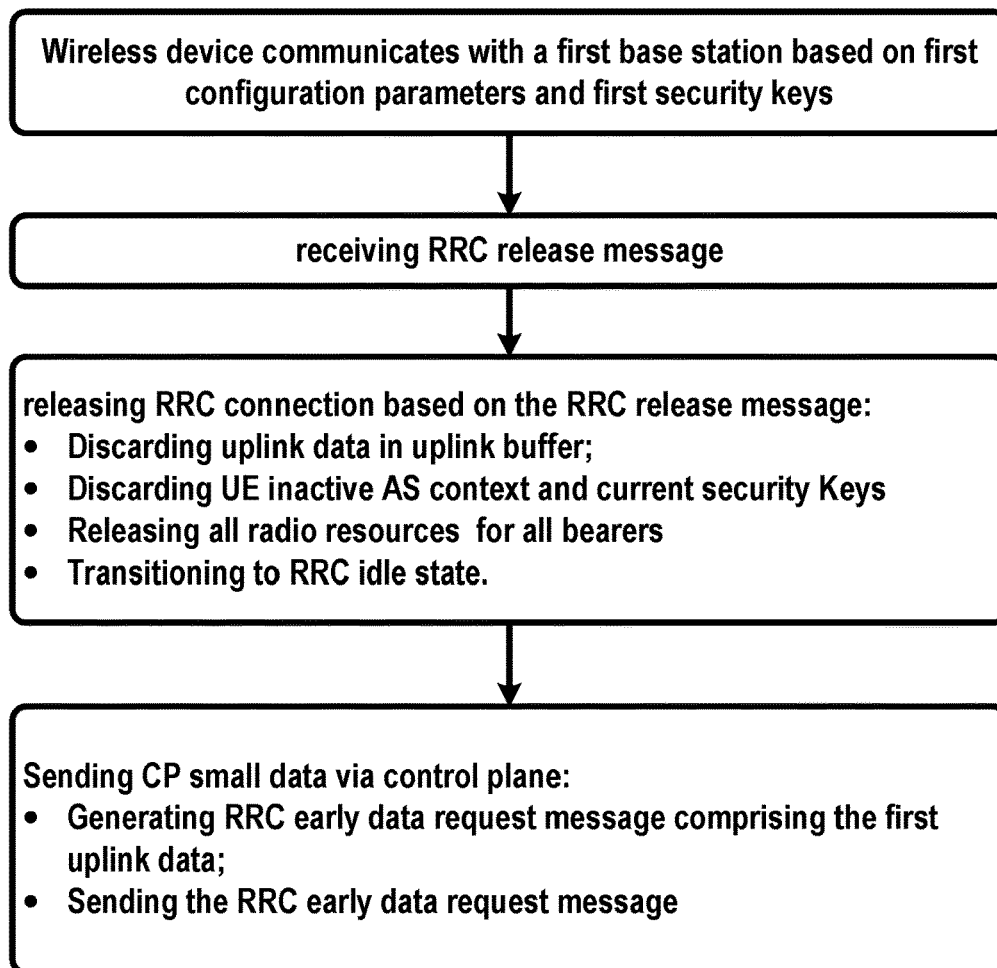 Wireless device communicates with a first base station based on first
configuration parameters and first security keys
receiving RRC release message
releasing RRC connection based on the RRC release message:
• Discarding uplink data in uplink buffer;
• Discarding UE inactive AS context and current security Keys
• Releasing all radio resources for all bearers
• Transitioning to RRC idle state.
Sending CP small data via control plane:
• Generating RRC early data request message comprising the first
uplink data;
• Sending the RRC early data request message